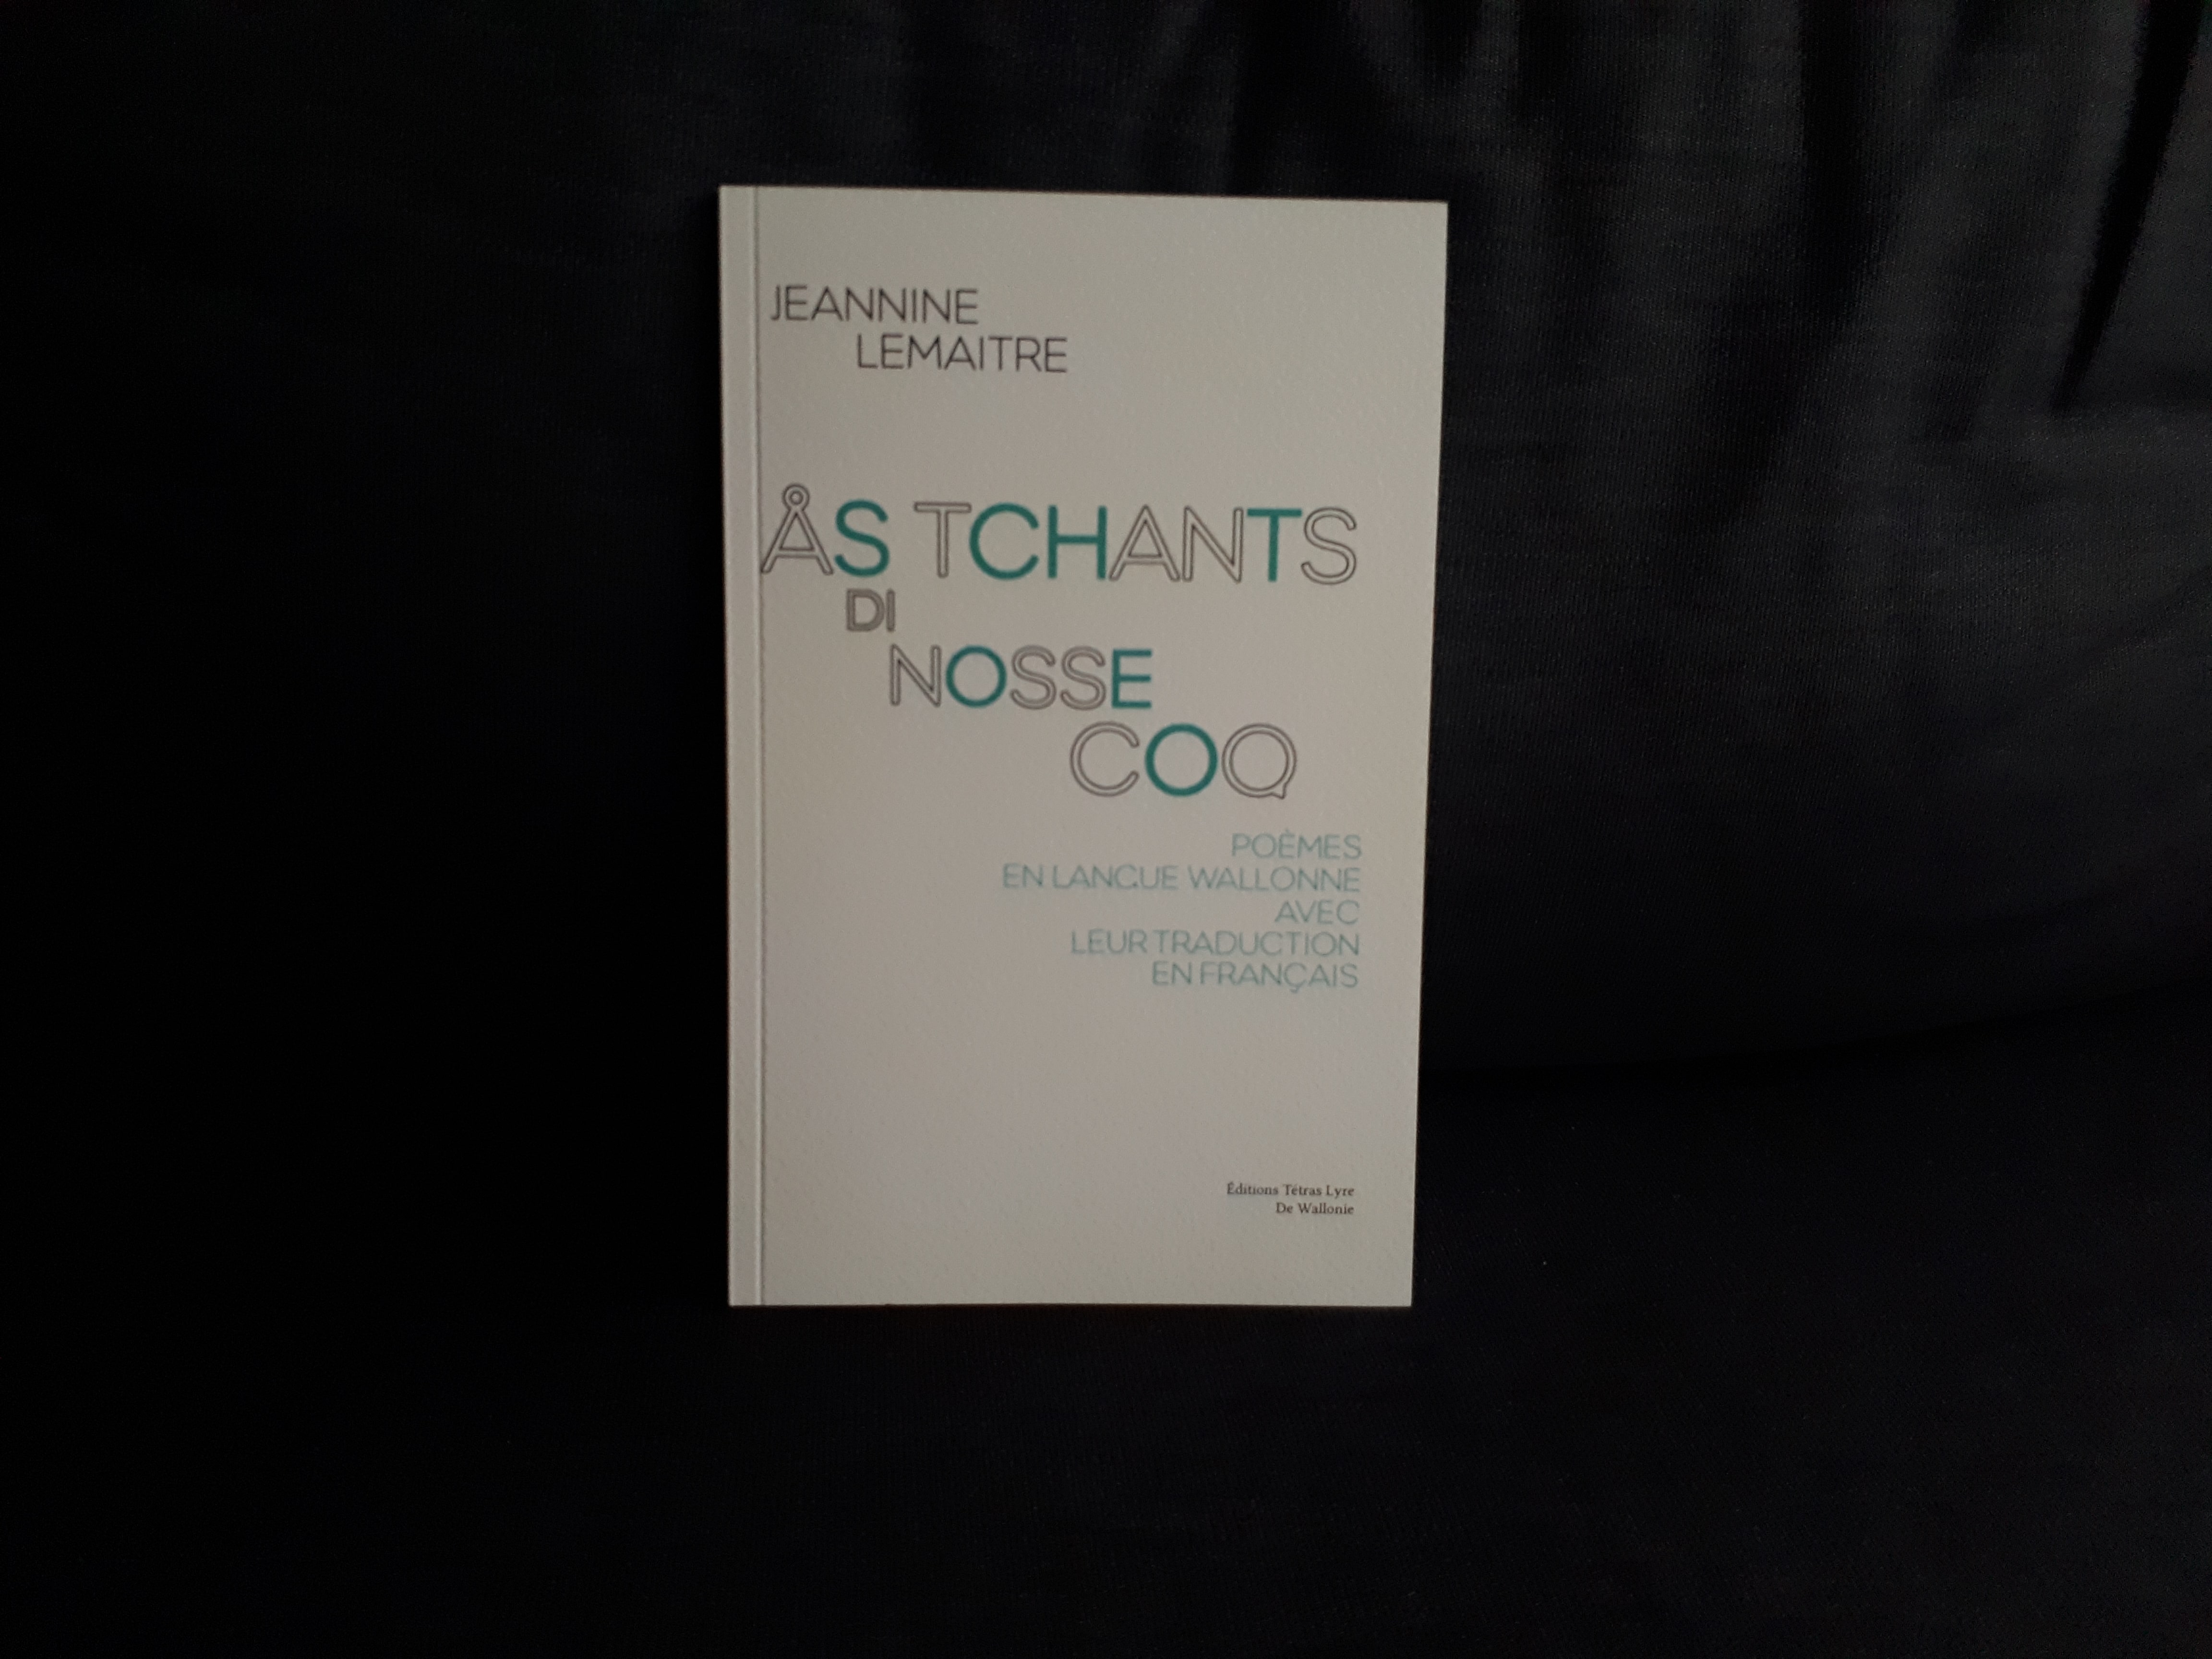 JEANNINE
LEMAITRE
ÅS TCHANTS
DI
NOSSE
COQ
POÈMES
EN LANGUE WALLONNE
AVEC
LEUR TRADUCTION
EN FRANÇAIS
Éditions Tétras Lyre
De Wallonie